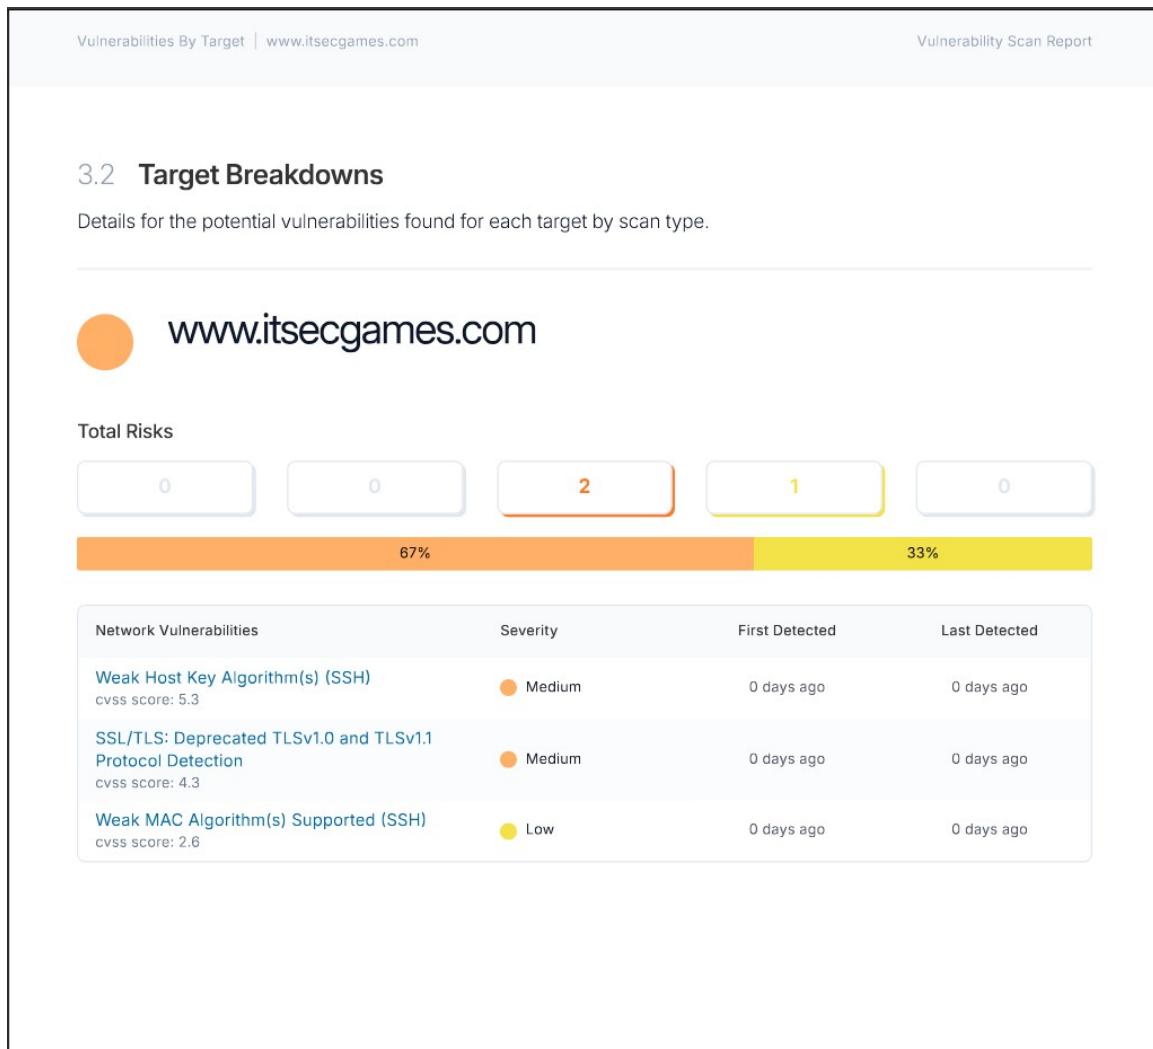 Vulnerabilities By Target | www.itsecgames.com
Vulnerability Scan Report
3.2 Target Breakdowns
Details for the potential vulnerabilities found for each target by scan type.
www.itsecgames.com
Total Risks
0 0 2 1 0
67% 33%
Network Vulnerabilities Severity First Detected Last Detected
Weak Host Key Algorithm(s) (SSH)
cvss score: 5.3
Medium 0 days ago 0 days ago
SSL/TLS: Deprecated TLSv1.0 and TLSv1.1
Protocol Detection
cvss score: 4.3
Medium 0 days ago 0 days ago
Weak MAC Algorithm(s) Supported (SSH)
cvss score: 2.6
Low 0 days ago 0 days ago